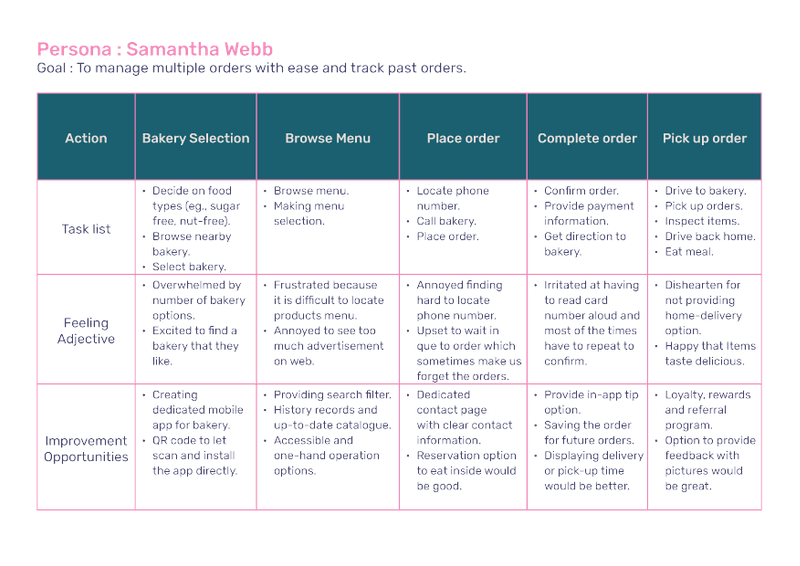 Persona : Samantha Webb
Goal : To manage multiple orders with ease and track past orders.
Action
Bakery Selection
Browse Menu
Place order
Complete order
Pick up order
Task list
• Decide on food
types (eg., sugar
free, nut-free).
• Browse nearby
bakery.
• Select bakery.
• Browse menu.
• Making menu
selection.
• Locate phone
number.
• Call bakery.
• Place order.
• Confirm order.
• Provide payment
information.
• Get direction to
bakery.
• Drive to bakery.
• Pick up orders.
• Inspect items.
• Drive back home.
• Eat meal.
Feeling
Adjective
• Overwhelmed by
number of bakery
options.
• Excited to find a
bakery that they
like.
• Frustrated because
it is difficult to locate
products menu.
• Annoyed to see too
much advertisement
on web.
• Annoyed finding
hard to locate
phone number.
• Upset to wait in
que to order which
sometimes make us
forget the orders.
• Irritated at having
to read card
number aloud and
most of the times
have to repeat to
confirm.
• Dishearten for
not providing
home-delivery
option.
• Happy that Items
taste delicious.
Improvement
Opportunities
• Creating
dedicated mobile
app for bakery.
• QR code to let
scan and install
the app directly.
• Providing search filter.
• History records and
up-to-date catalogue.
• Accessible and
one-hand operation
options.
• Dedicated
contact page
with clear contact
information.
• Reservation option
to eat inside would
be good.
• Provide in-app tip
option.
• Saving the order
for future orders.
• Displaying delivery
or pick-up time
would be better.
• Loyalty, rewards
and referral
program.
• Option to provide
feedback with
pictures would
be great.